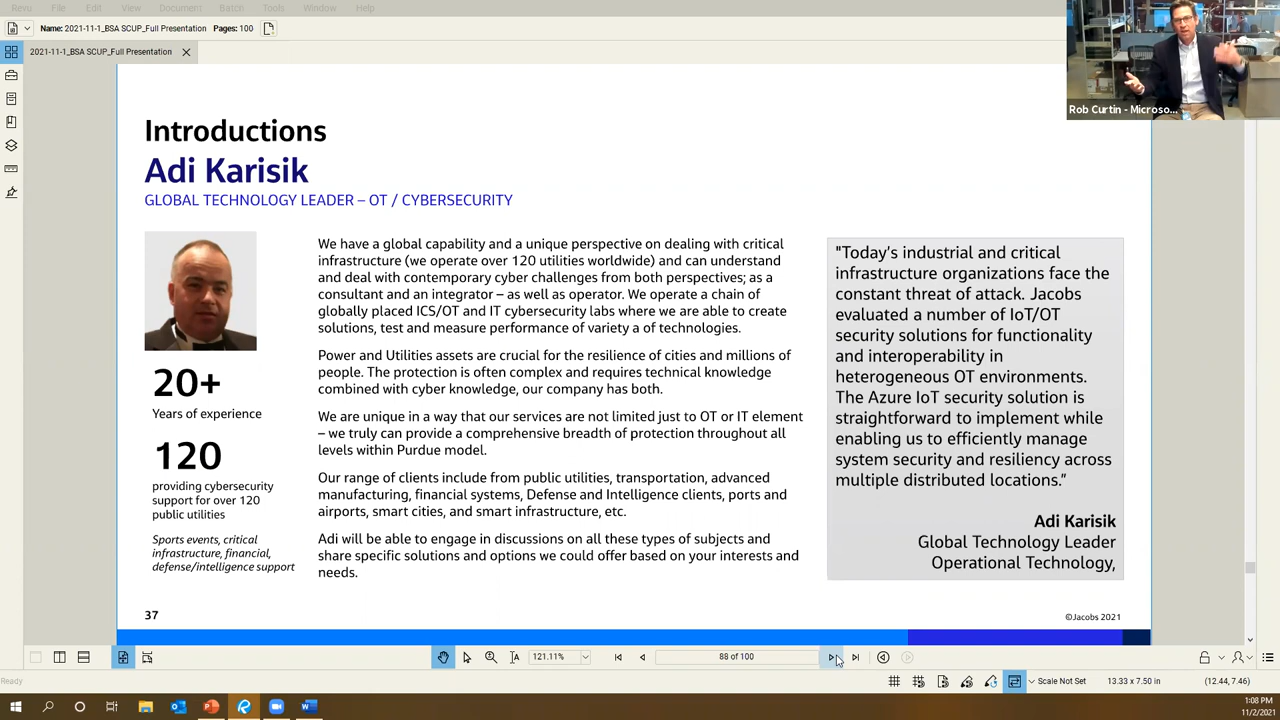 Revu File Edit View Document Batch Tools Window Help
Name: 2021-11-1_BSA SCUP_Full Presentation Pages: 100
2021-11-1_BSA SCUP_Full Presentation
Rob Curtin - Microso...
Introductions
Adi Karisik
GLOBAL TECHNOLOGY LEADER – OT / CYBERSECURITY
20+
Years of experience
120
providing cybersecurity
support for over 120
public utilities
Sports events, critical
infrastructure, financial,
defense/intelligence support
We have a global capability and a unique perspective on dealing with critical
infrastructure (we operate over 120 utilities worldwide) and can understand
and deal with contemporary cyber challenges from both perspectives; as a
consultant and an integrator – as well as operator. We operate a chain of
globally placed ICS/OT and IT cybersecurity labs where we are able to create
solutions, test and measure performance of variety a of technologies.
Power and Utilities assets are crucial for the resilience of cities and millions of
people. The protection is often complex and requires technical knowledge
combined with cyber knowledge, our company has both.
We are unique in a way that our services are not limited just to OT or IT element
– we truly can provide a comprehensive breadth of protection throughout all
levels within Purdue model.
Our range of clients include from public utilities, transportation, advanced
manufacturing, financial systems, Defense and Intelligence clients, ports and
airports, smart cities, and smart infrastructure, etc.
Adi will be able to engage in discussions on all these types of subjects and
share specific solutions and options we could offer based on your interests and
needs.
"Today's industrial and critical
infrastructure organizations face the
constant threat of attack. Jacobs
evaluated a number of IoT/OT
security solutions for functionality
and interoperability in
heterogeneous OT environments.
The Azure IoT security solution is
straightforward to implement while
enabling us to efficiently manage
system security and resiliency across
multiple distributed locations."
Adi Karisik
Global Technology Leader
Operational Technology,
37
©Jacobs 2021
121.11%
88 of 100
Ready
Scale Not Set
13.33 x 7.50 in
(12.44, 7.46)
1:08 PM
11/2/2021